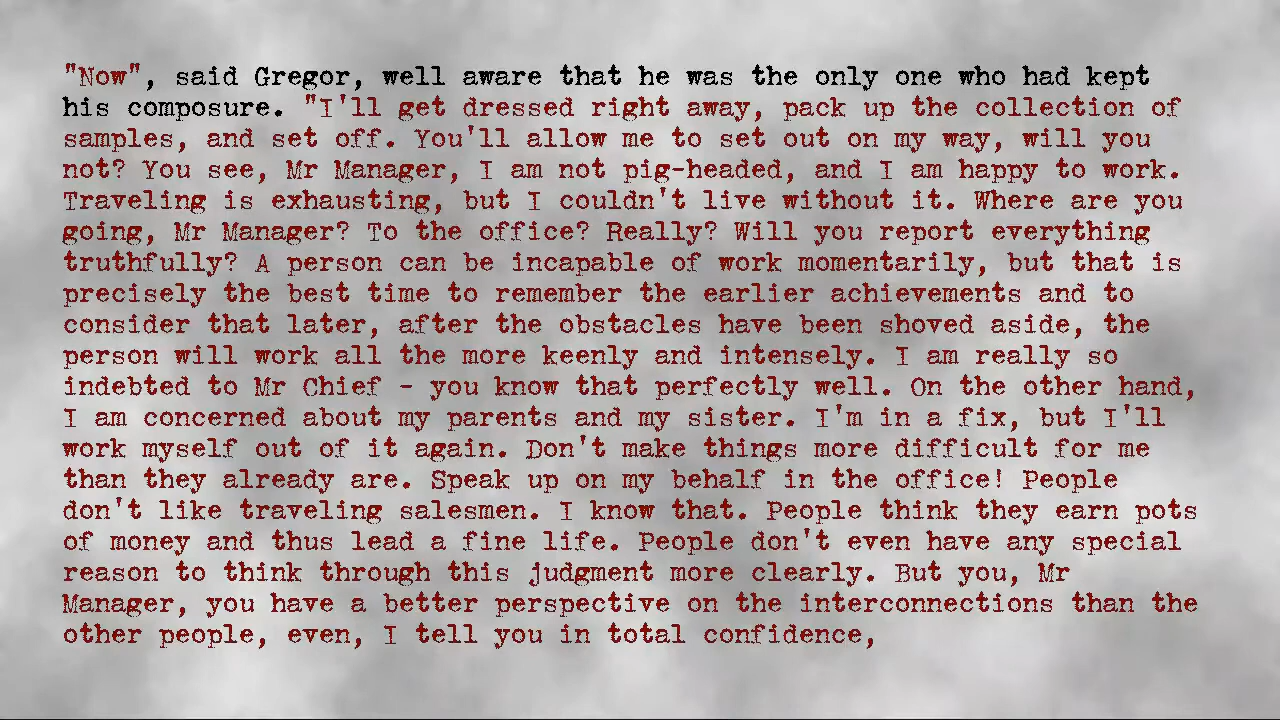 "Now", said Gregor, well aware that he was the only one who had kept
his composure. "I'll get dressed right away, pack up the collection of
samples, and set off. You'll allow me to set out on my way, will you
not? You see, Mr Manager, I am not pig-headed, and I am happy to work.
Traveling is exhausting, but I couldn't live without it. Where are you
going, Mr Manager? To the office? Really? Will you report everything
truthfully? A person can be incapable of work momentarily, but that is
precisely the best time to remember the earlier achievements and to
consider that later, after the obstacles have been shoved aside, the
person will work all the more keenly and intensely. I am really so
indebted to Mr Chief - you know that perfectly well. On the other hand,
I am concerned about my parents and my sister. I'm in a fix, but I'll
work myself out of it again. Don't make things more difficult for me
than they already are. Speak up on my behalf in the office! People
don't like traveling salesmen. I know that. People think they earn pots
of money and thus lead a fine life. People don't even have any special
reason to think through this judgment more clearly. But you, Mr
Manager, you have a better perspective on the interconnections than the
other people, even, I tell you in total confidence,